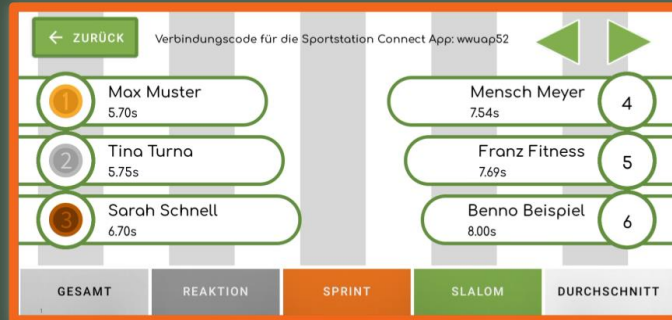 ← ZURÜCK
Verbindungscode für die Sportstation Connect App: wwuap52
1
Max Muster
5.70s
2
Tina Turna
5.75s
3
Sarah Schnell
6.70s
Mensch Meyer
7.54s
4
Franz Fitness
7.69s
5
Benno Beispiel
8.00s
6
GESAMT
REAKTION
SPRINT
SLALOM
DURCHSCHNITT